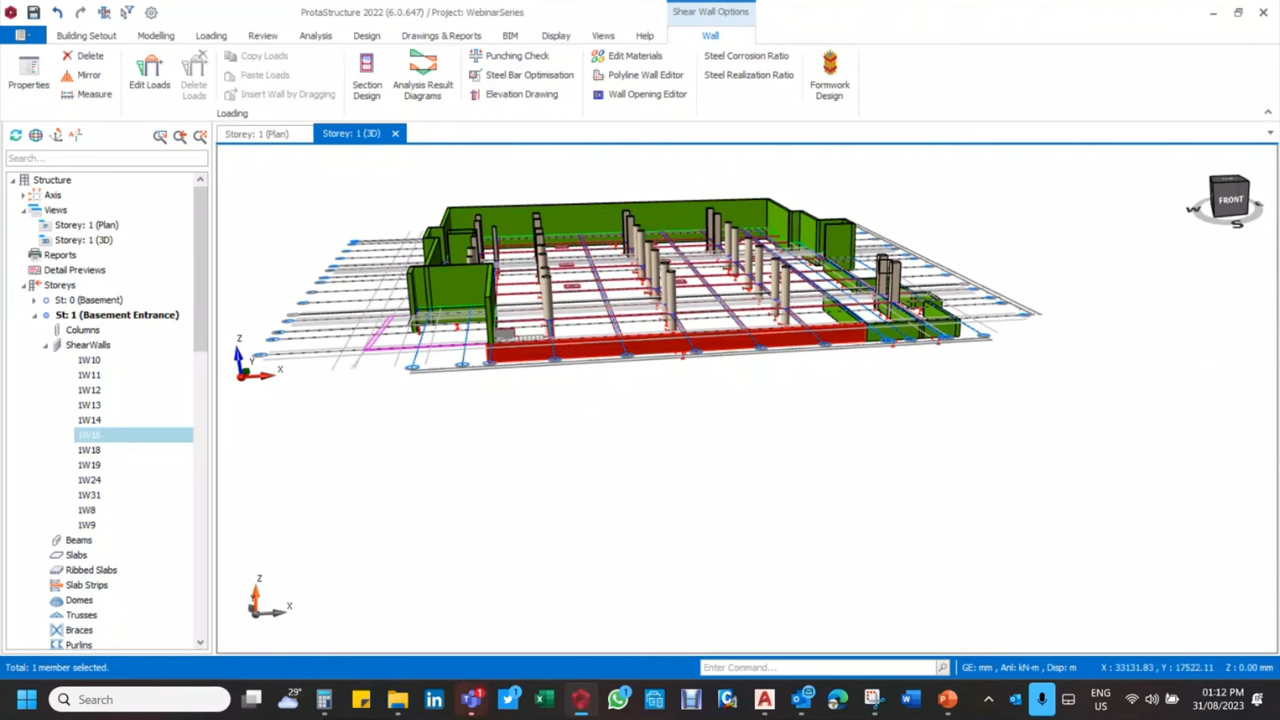 ProtaStructure 2022 (6.0.647) / Project: WebinarSeries
Shear Wall Options
Building Setout
Modelling
Loading
Review
Analysis
Design
Drawings & Reports
BIM
Display
Views
Help
Wall
Properties
Delete
Mirror
Measure
Edit Loads
Delete Loads
Copy Loads
Paste Loads
Insert Wall by Dragging
Loading
Section Design
Analysis Result Diagrams
Punching Check
Steel Bar Optimisation
Elevation Drawing
Edit Materials
Polyline Wall Editor
Wall Opening Editor
Steel Corrosion Ratio
Steel Realization Ratio
Formwork Design
Storey: 1 (Plan)
Storey: 1 (3D)
Search...
Structure
Axis
Views
Storey: 1 (Plan)
Storey: 1 (3D)
Reports
Detail Previews
Storeys
St: 0 (Basement)
St: 1 (Basement Entrance)
Columns
ShearWalls
1W10
1W11
1W12
1W13
1W14
1W16
1W18
1W19
1W24
1W31
1W8
1W9
Beams
Slabs
Ribbed Slabs
Slab Strips
Domes
Trusses
Braces
Purlins
FRONT
W
S
Z
Y
X
Z
X
Total: 1 member selected.
Enter Command...
GE: mm , Anl: kN-m , Disp: m
X : 33131.83 , Y : 17522.11
Z : 0.00 mm
Search
29°
ENG
US
01:12 PM
31/08/2023